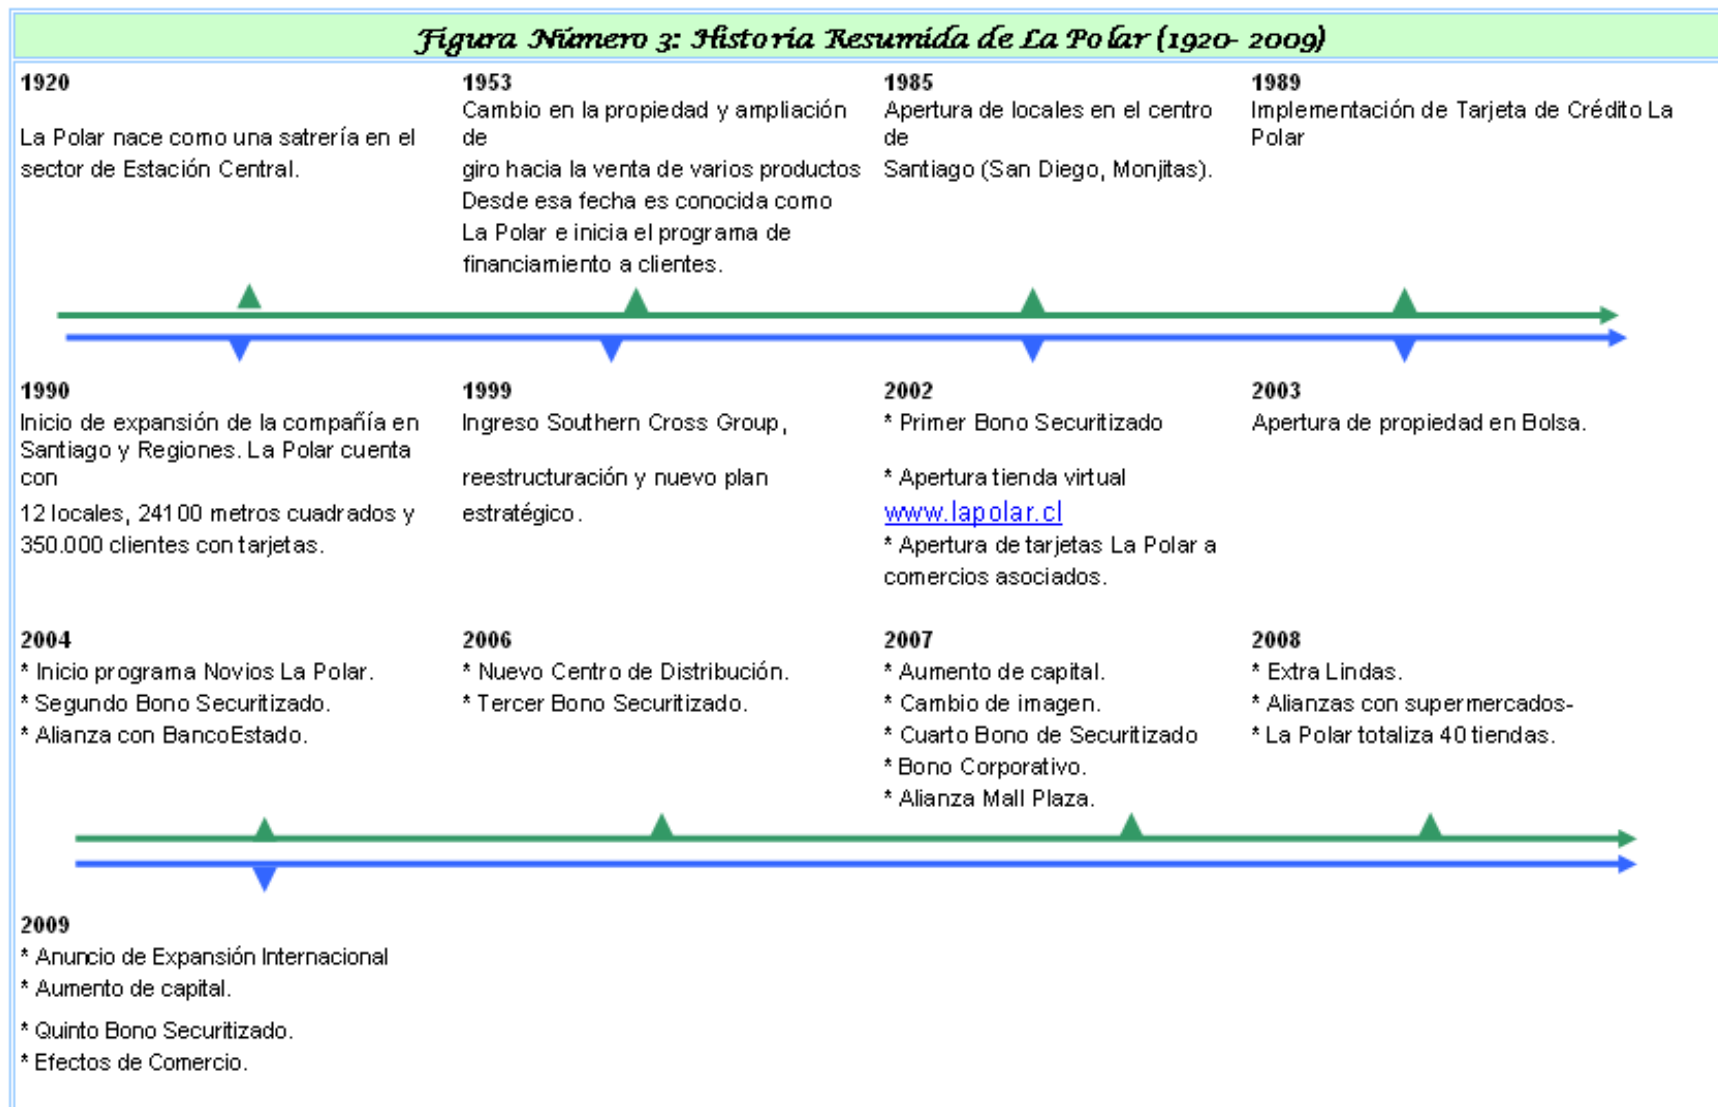 Figura Número 3: Historia Resumida de La Polar (1920- 2009)
1920
La Polar nace como una satrería en el
sector de Estación Central.
1953
Cambio en la propiedad y ampliación
de
giro hacia la venta de varios productos
Desde esa fecha es conocida como
La Polar e inicia el programa de
financiamiento a clientes.
1985
Apertura de locales en el centro
de
Santiago (San Diego, Monjitas).
1989
Implementación de Tarjeta de Crédito La
Polar
1990
Inicio de expansión de la compañía en
Santiago y Regiones. La Polar cuenta
con
12 locales, 24100 metros cuadrados y
350.000 clientes con tarjetas.
1999
Ingreso Southern Cross Group,
reestructuración y nuevo plan
estratégico.
2002
* Primer Bono Securitizado
* Apertura tienda virtual
www.lapolar.cl
* Apertura de tarjetas La Polar a
comercios asociados.
2003
Apertura de propiedad en Bolsa.
2004
* Inicio programa Novios La Polar.
* Segundo Bono Securitizado.
* Alianza con BancoEstado.
2006
* Nuevo Centro de Distribución.
* Tercer Bono Securitizado.
2007
* Aumento de capital.
* Cambio de imagen.
* Cuarto Bono de Securitizado
* Bono Corporativo.
* Alianza Mall Plaza.
2008
* Extra Lindas.
* Alianzas con supermercados-
* La Polar totaliza 40 tiendas.
2009
* Anuncio de Expansión Internacional
* Aumento de capital.
* Quinto Bono Securitizado.
* Efectos de Comercio.